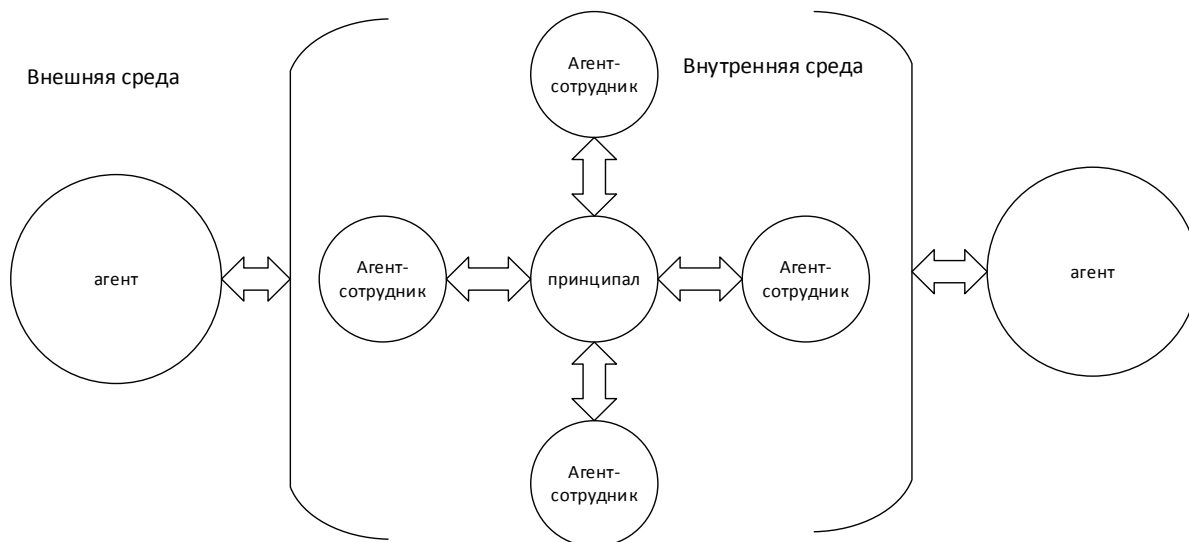 Внешняя среда
Агент-
сотрудник
Внутренняя среда
агент
Агент-
сотрудник
принципал
Агент-
сотрудник
агент
Агент-
сотрудник